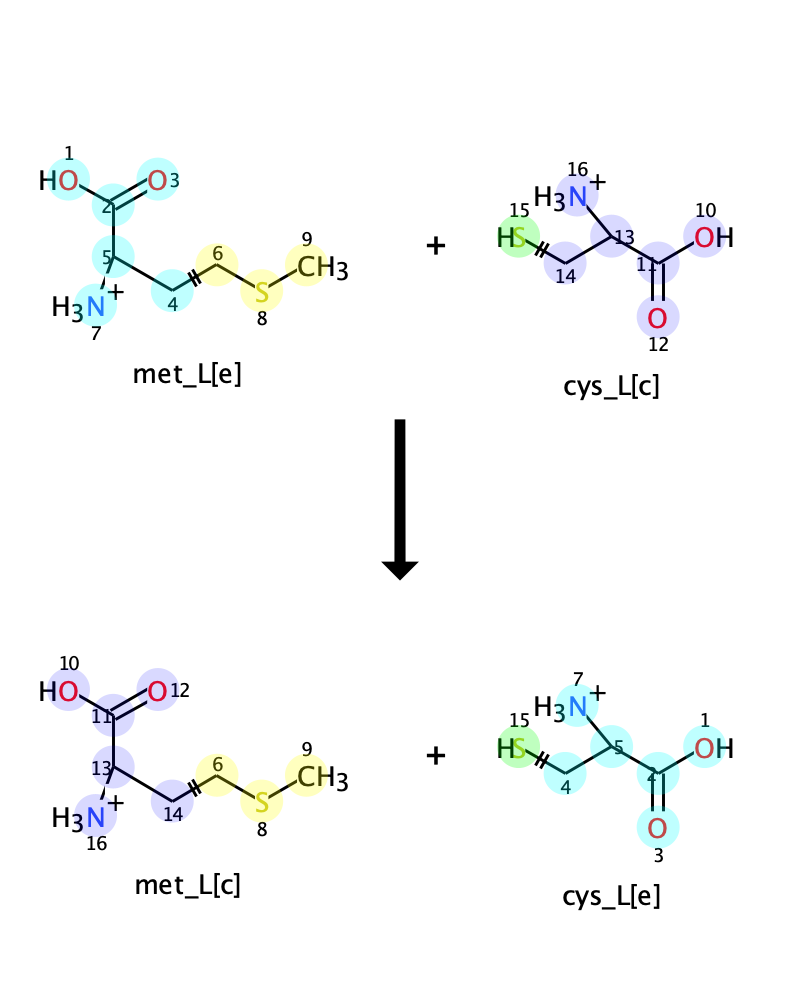 1 16
HO 2 O 3 H3N+
15 10
5 9 HS 13 OH
6 CH3 + 14 11
H3N+ 4 S O
7 8 12
met_L[e] cys_L[c]
10 7
HO 11 O 12 H3N+
15 1
13 9 HS 5 OH
6 CH3 + 4 2
H3N+ 14 S O
16 8 3
met_L[c] cys_L[e]